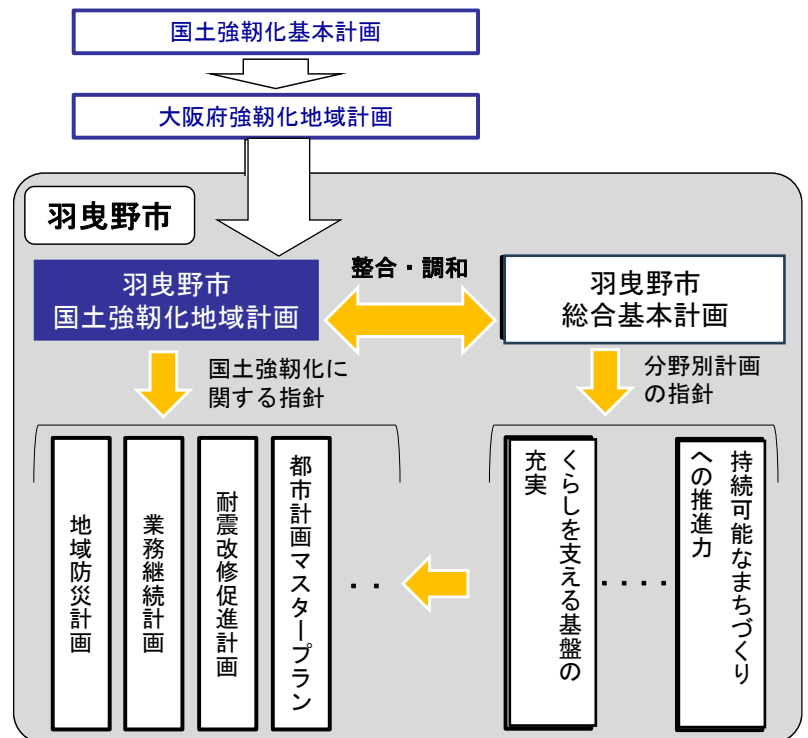 国土強靭化基本計画
大阪府強靭化地域計画
羽曳野市
羽曳野市
国土強靭化地域計画
整合・調和
羽曳野市
総合基本計画
国土強靭化に
関する指針
分野別計画
の指針
地域防災計画
業務継続計画
耐震改修促進計画
都市計画マスタープラン
・・
くらしを支える基盤の
充実
・・・・
持続可能なまちづくり
への推進力